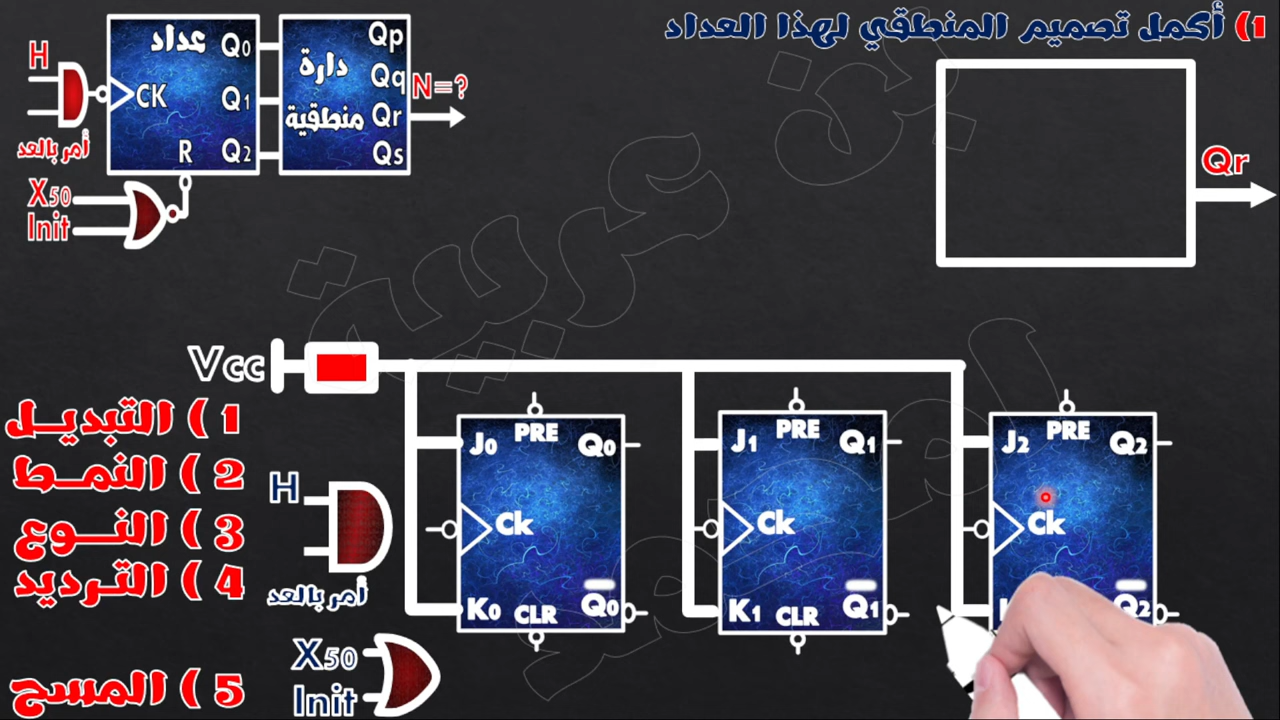 1) أكمل تصميم المنطقي لهذا العداد
H
عداد
Q0
CK
Q1
R
Q2
دارة
منطقية
Qp
Qq
Qr
Qs
N=?
أمر بالعد
X50
Init
Qr
Vcc
1 ) التبديل
2 ) النمط
3 ) النوع
4 ) الترديد
5 ) المسح
H
أمر بالعد
X50
Init
J0 PRE Q0
Ck
K0 CLR Q0
J1 PRE Q1
Ck
K1 CLR Q1
J2 PRE Q2
Ck
Q2